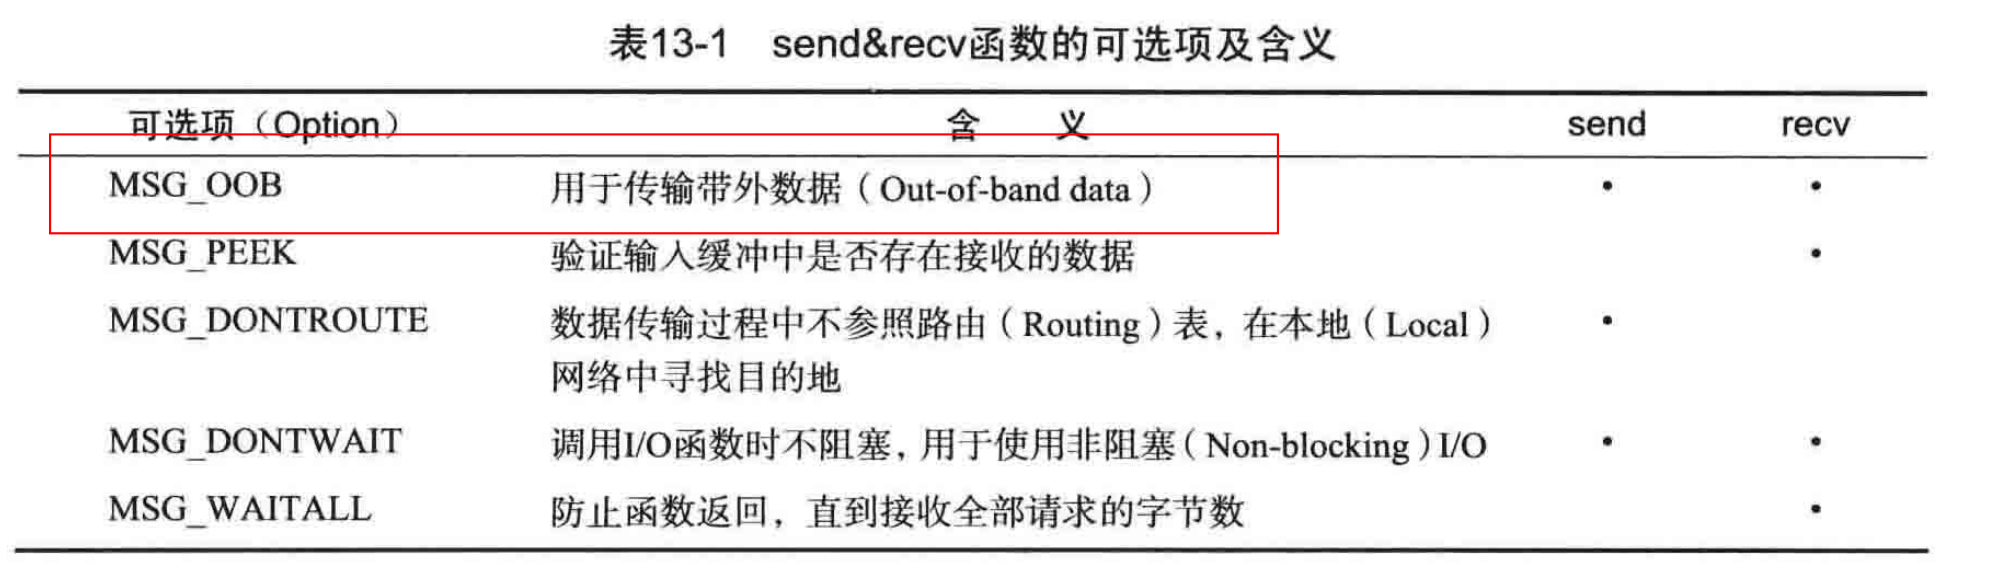 表13-1 send&recv函数的可选项及含义
可选项（Option） 含 义 send recv
MSG_OOB 用于传输带外数据（Out-of-band data） • •
MSG_PEEK 验证输入缓冲中是否存在接收的数据 •
MSG_DONTROUTE 数据传输过程中不参照路由（Routing）表，在本地（Local） •
网络中寻找目的地
MSG_DONTWAIT 调用I/O函数时不阻塞，用于使用非阻塞（Non-blocking）I/O • •
MSG_WAITALL 防止函数返回，直到接收全部请求的字节数 •